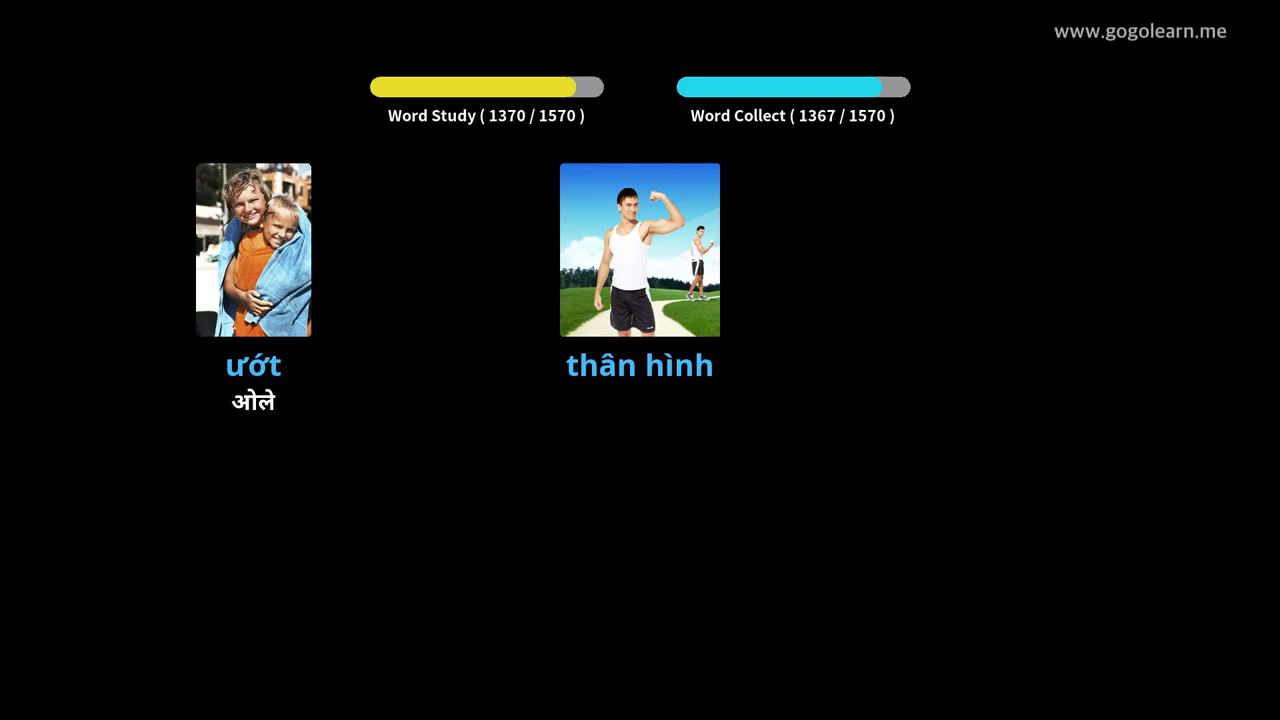 www.gogolearn.me
Word Study ( 1370 / 1570 )
Word Collect ( 1367 / 1570 )
ướt
thân hình
ओले